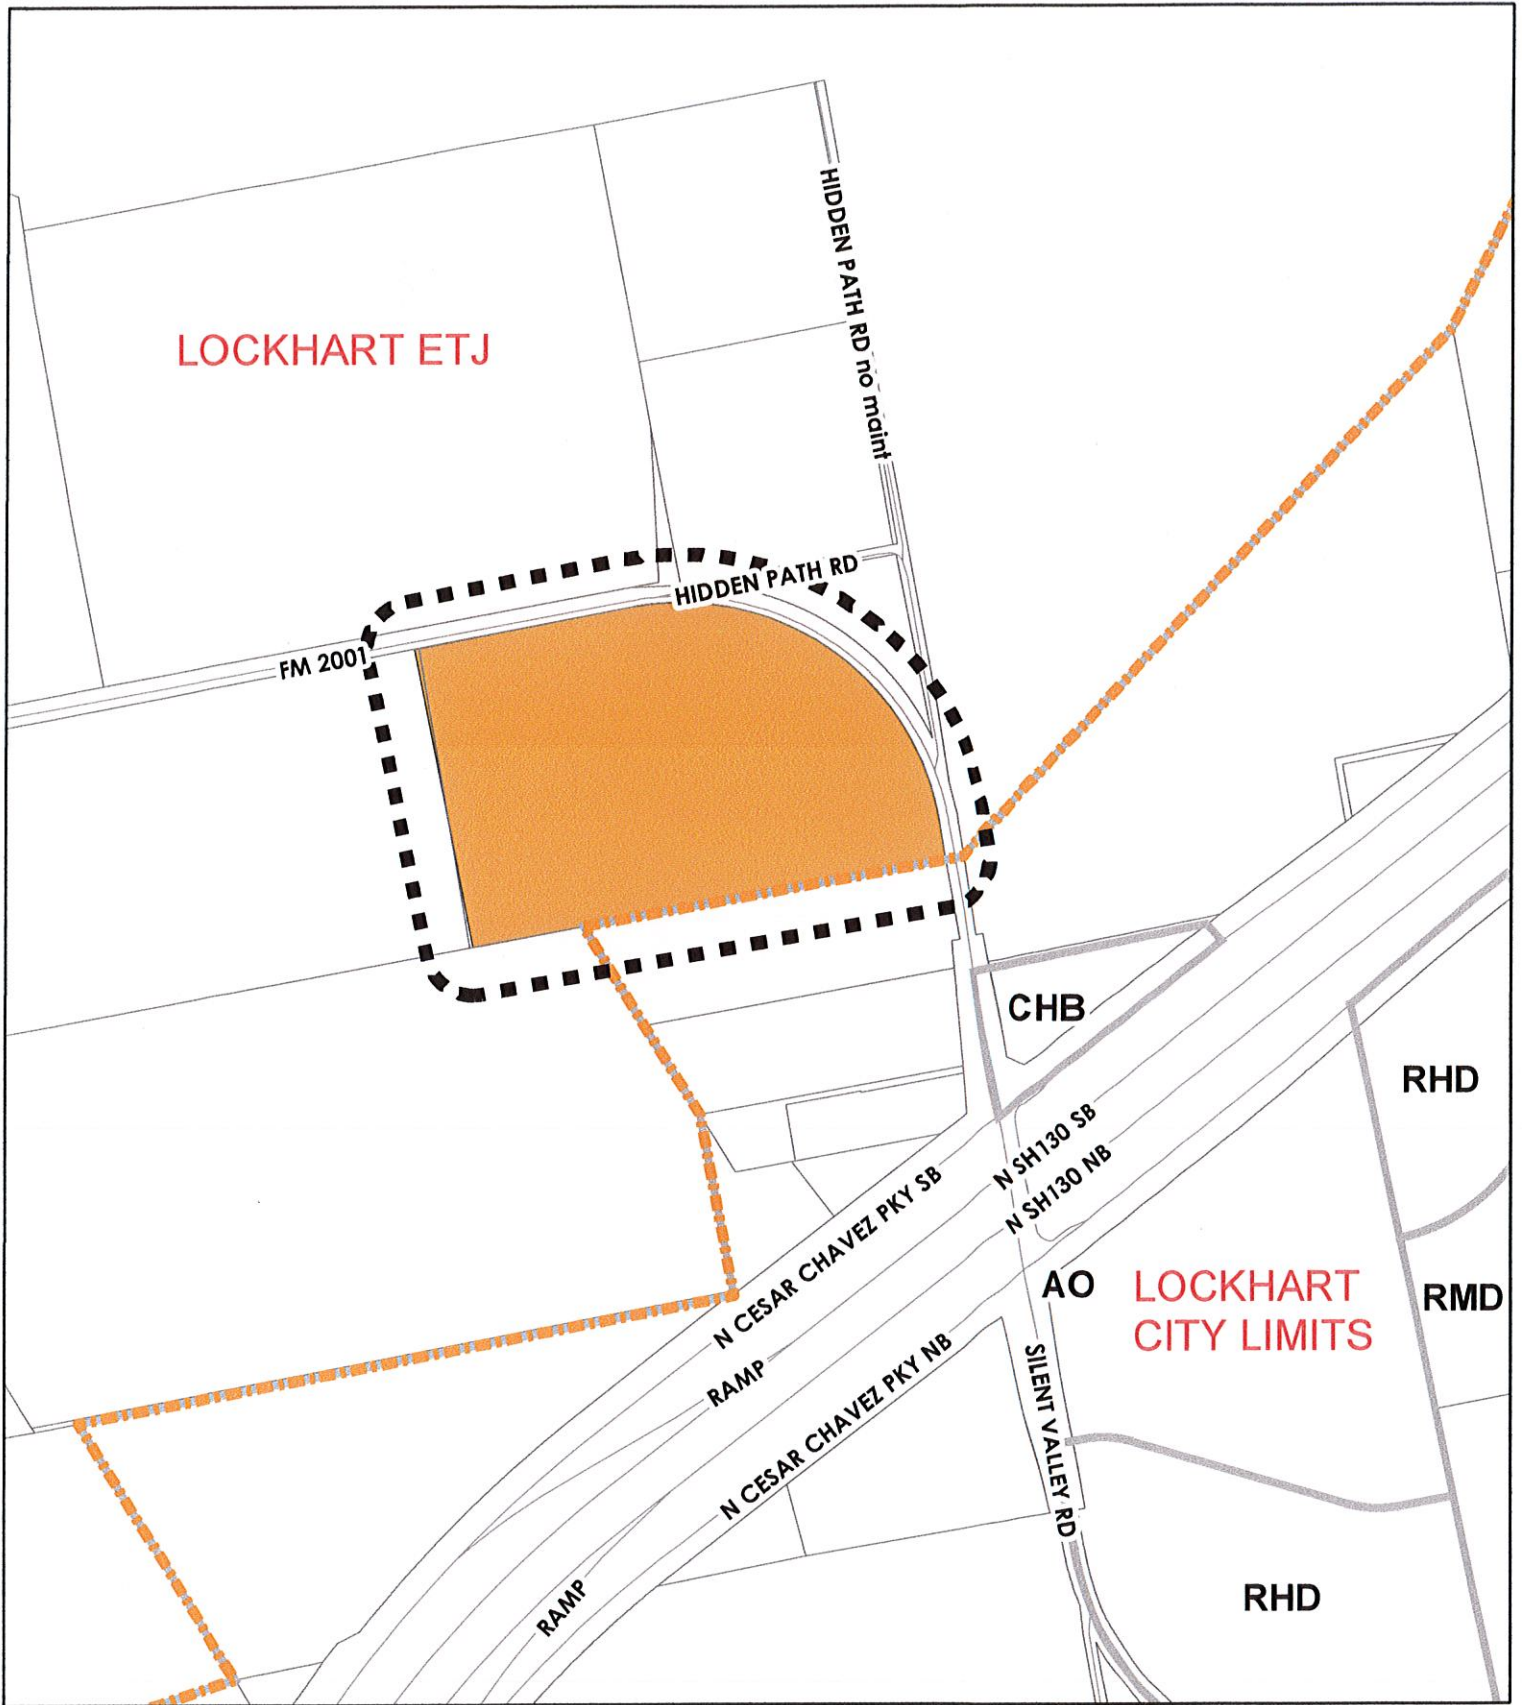 HIDDEN PATH RD no maint
LOCKHART ETJ
HIDDEN PATH RD
FM 2001
CHB
RHD
N SH130 SB
N SH130 NB
N CESAR CHAVEZ PKY SB
AO
LOCKHART
CITY LIMITS
RMD
RAMP
N CESAR CHAVEZ PKY NB
SILENT VALLEY RD
RAMP
RHD